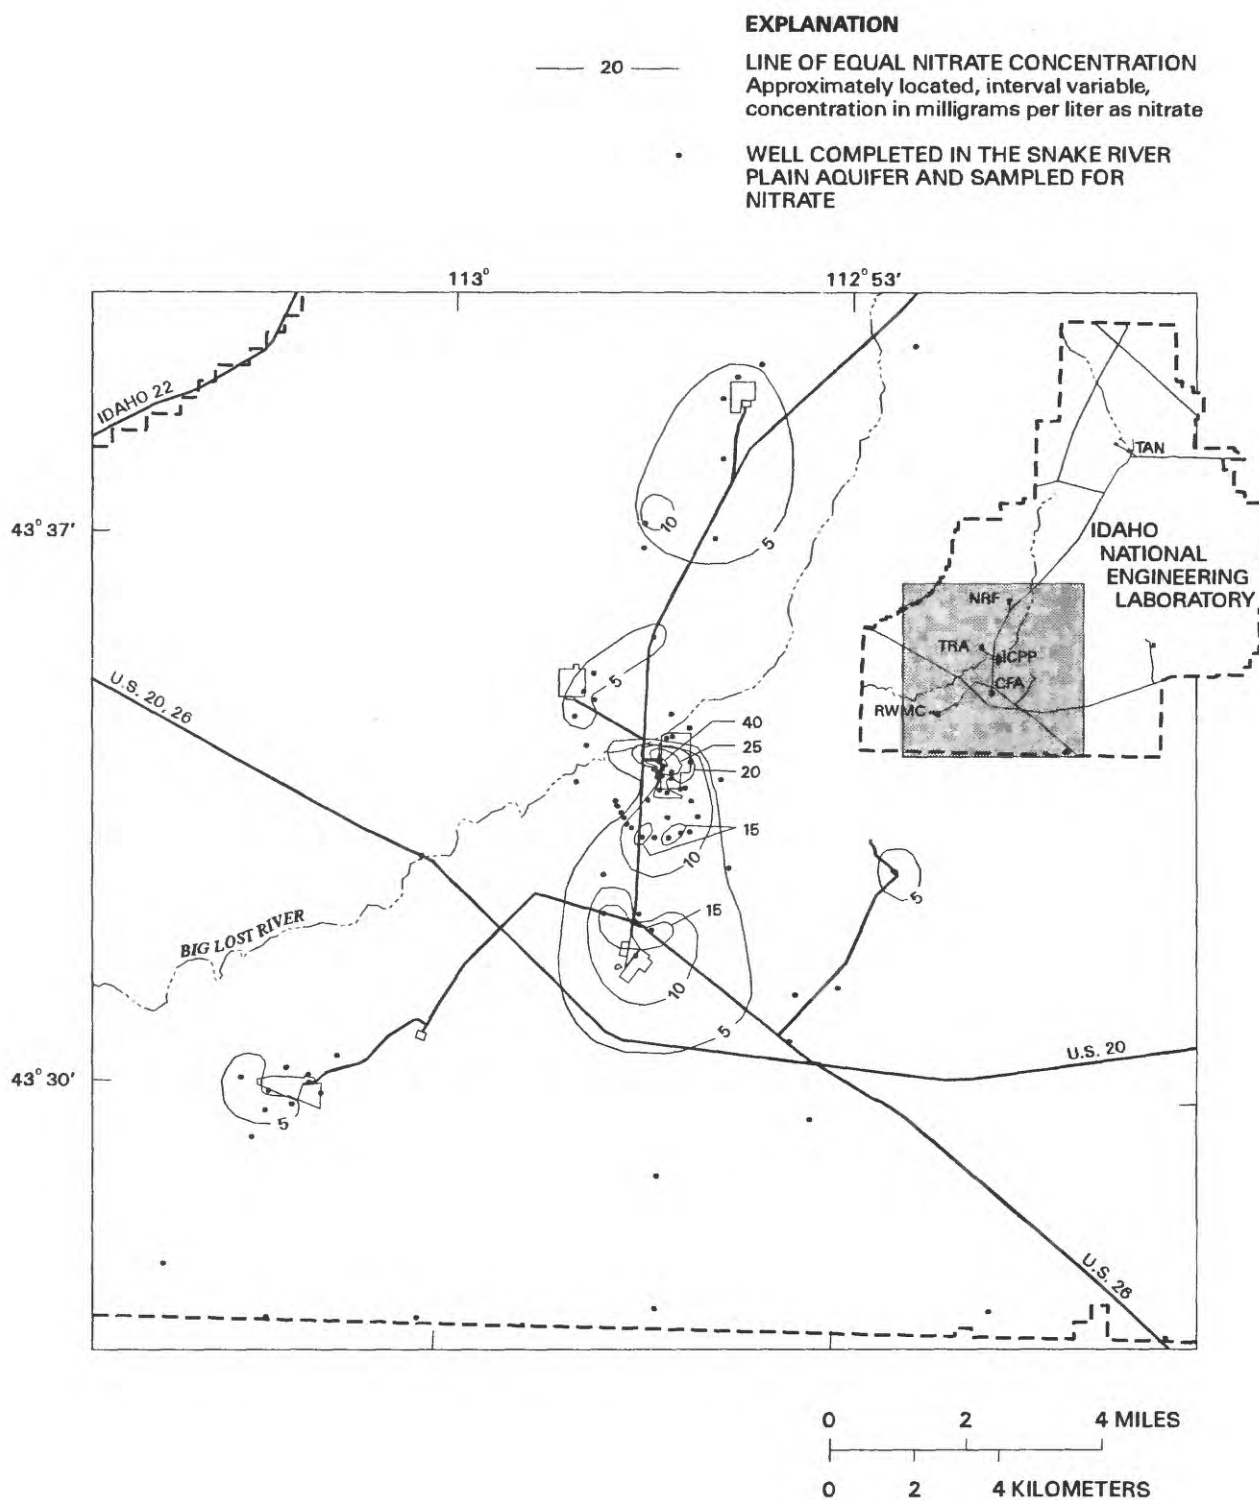 EXPLANATION
20
LINE OF EQUAL NITRATE CONCENTRATION
Approximately located, interval variable,
concentration in milligrams per liter as nitrate
WELL COMPLETED IN THE SNAKE RIVER
PLAIN AQUIFER AND SAMPLED FOR
NITRATE
113°
112°53'
IDAHO 22
TAN
43°37'
10
5
IDAHO
NATIONAL
ENGINEERING
LABORATORY
NRF
TRA
ICPP
CFA
RWMC
U.S. 20, 26
5
40
25
20
15
10
5
BIG LOST RIVER
15
10
5
U.S. 20
43°30'
5
U.S. 26
0 2 4 MILES
0 2 4 KILOMETERS